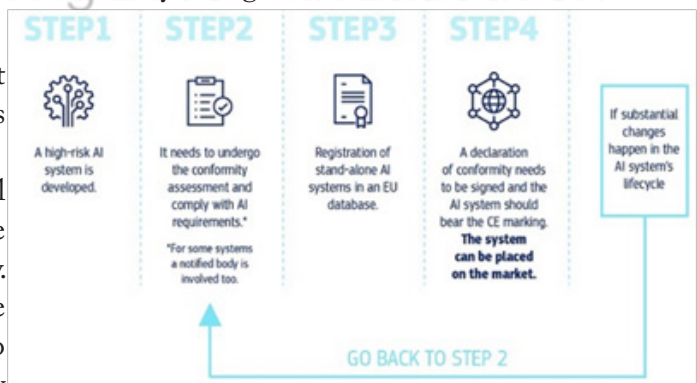 STEP1
STEP2
STEP3
STEP4
A high-risk AI
system is
developed.
It needs to undergo
the conformity
assessment and
comply with AI
requirements.*
*For some systems
a notified body is
involved too.
Registration of
stand-alone AI
systems in an EU
database.
A declaration
of conformity needs
to be signed and the
AI system should
bear the CE marking.
The system
can be placed
on the market.
If substantial
changes
happen in the
AI system's
lifecycle
GO BACK TO STEP 2